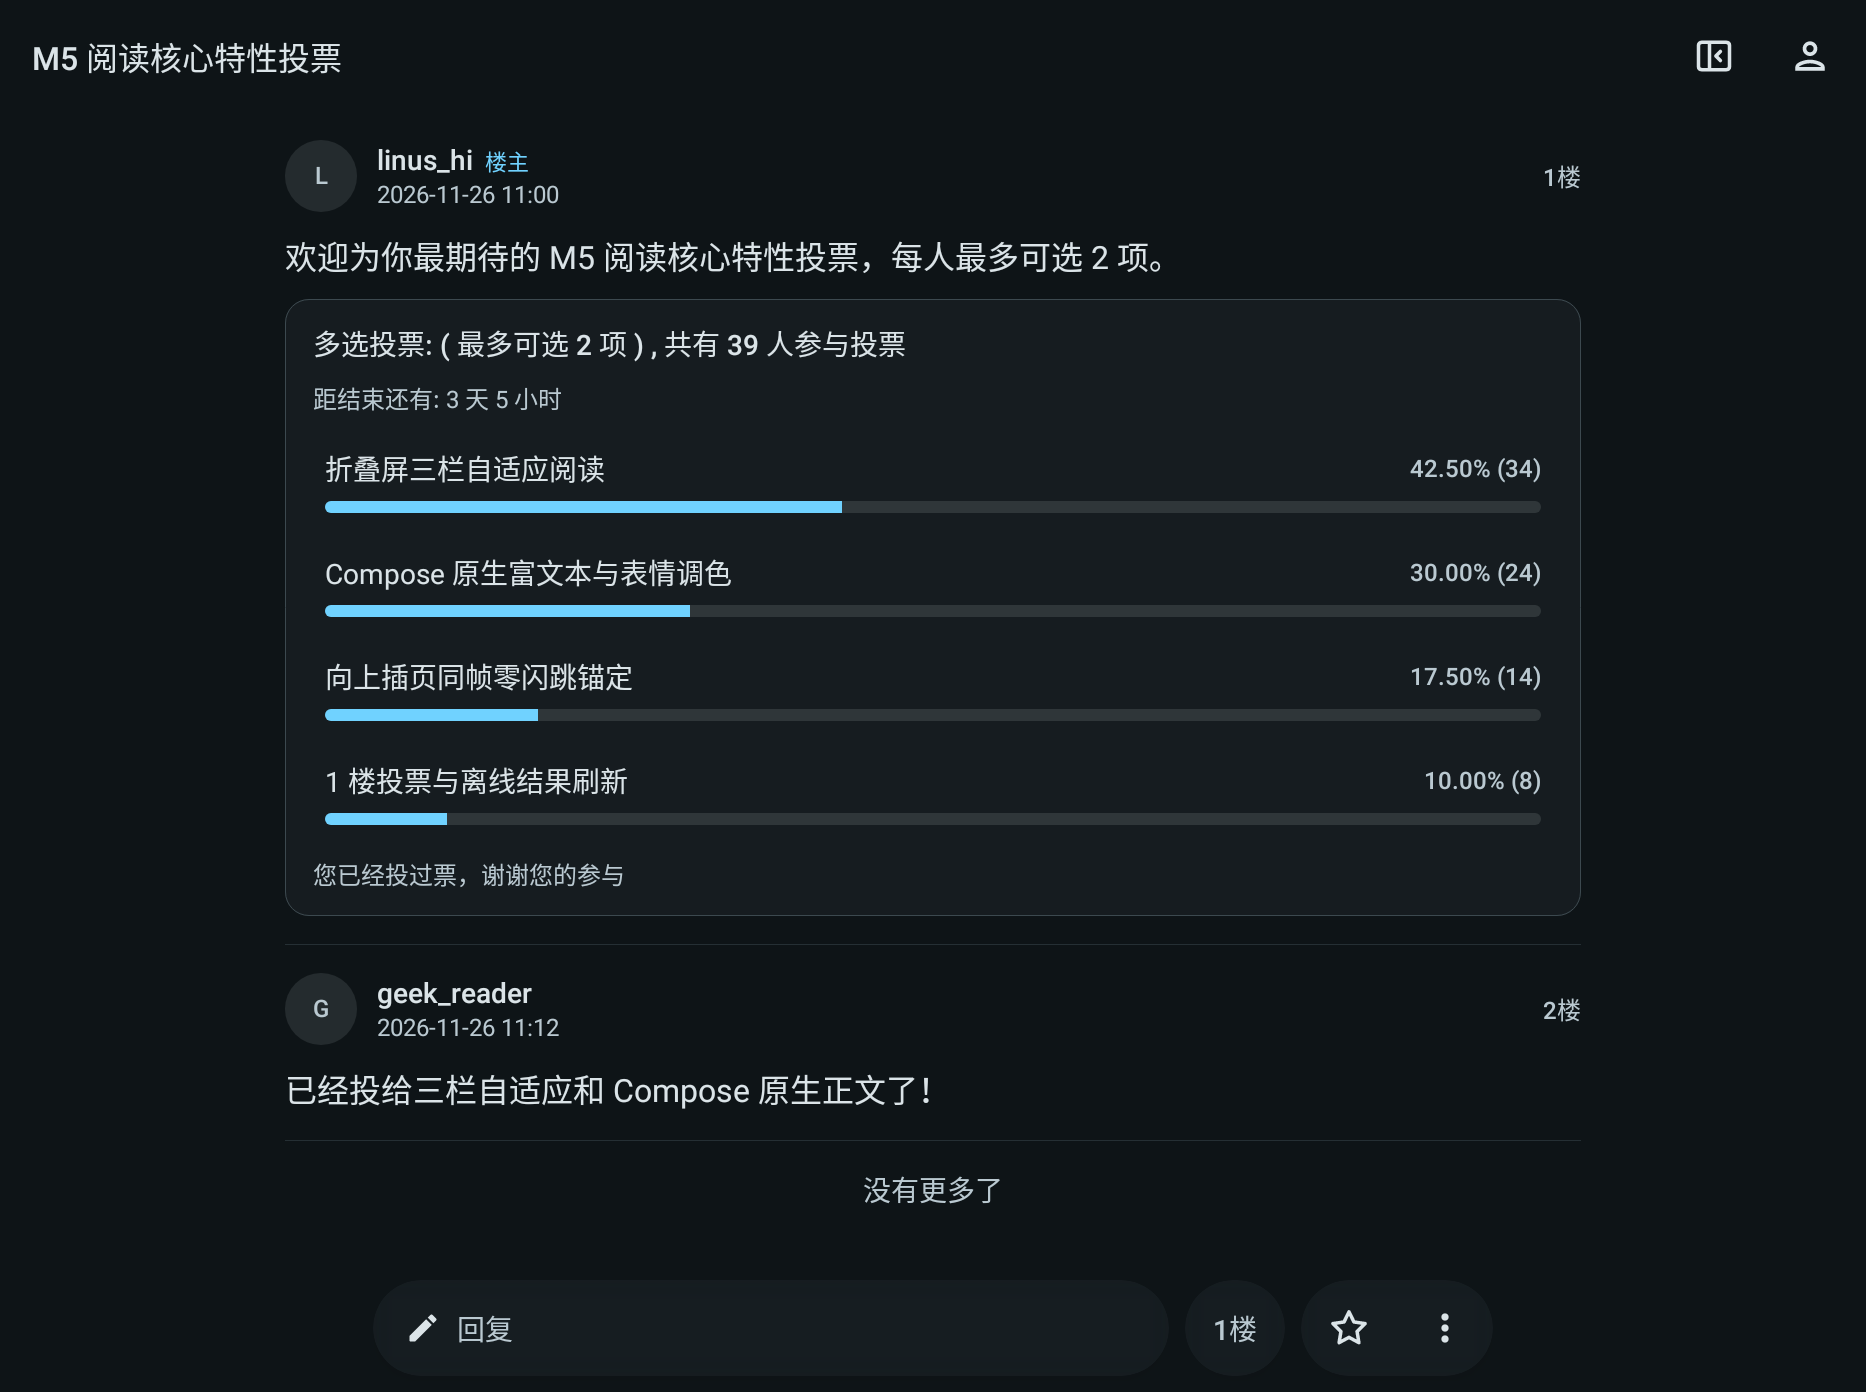 M5 阅读核心特性投票
L
linus_hi 楼主
2026-11-26 11:00
1楼
欢迎为你最期待的 M5 阅读核心特性投票，每人最多可选 2 项。
多选投票: ( 最多可选 2 项 ) , 共有 39 人参与投票
距结束还有: 3 天 5 小时
折叠屏三栏自适应阅读 42.50% (34)
Compose 原生富文本与表情调色 30.00% (24)
向上插页同帧零闪跳锚定 17.50% (14)
1 楼投票与离线结果刷新 10.00% (8)
您已经投过票，谢谢您的参与
G
geek_reader
2026-11-26 11:12
2楼
已经投给三栏自适应和 Compose 原生正文了！
没有更多了
回复 1楼